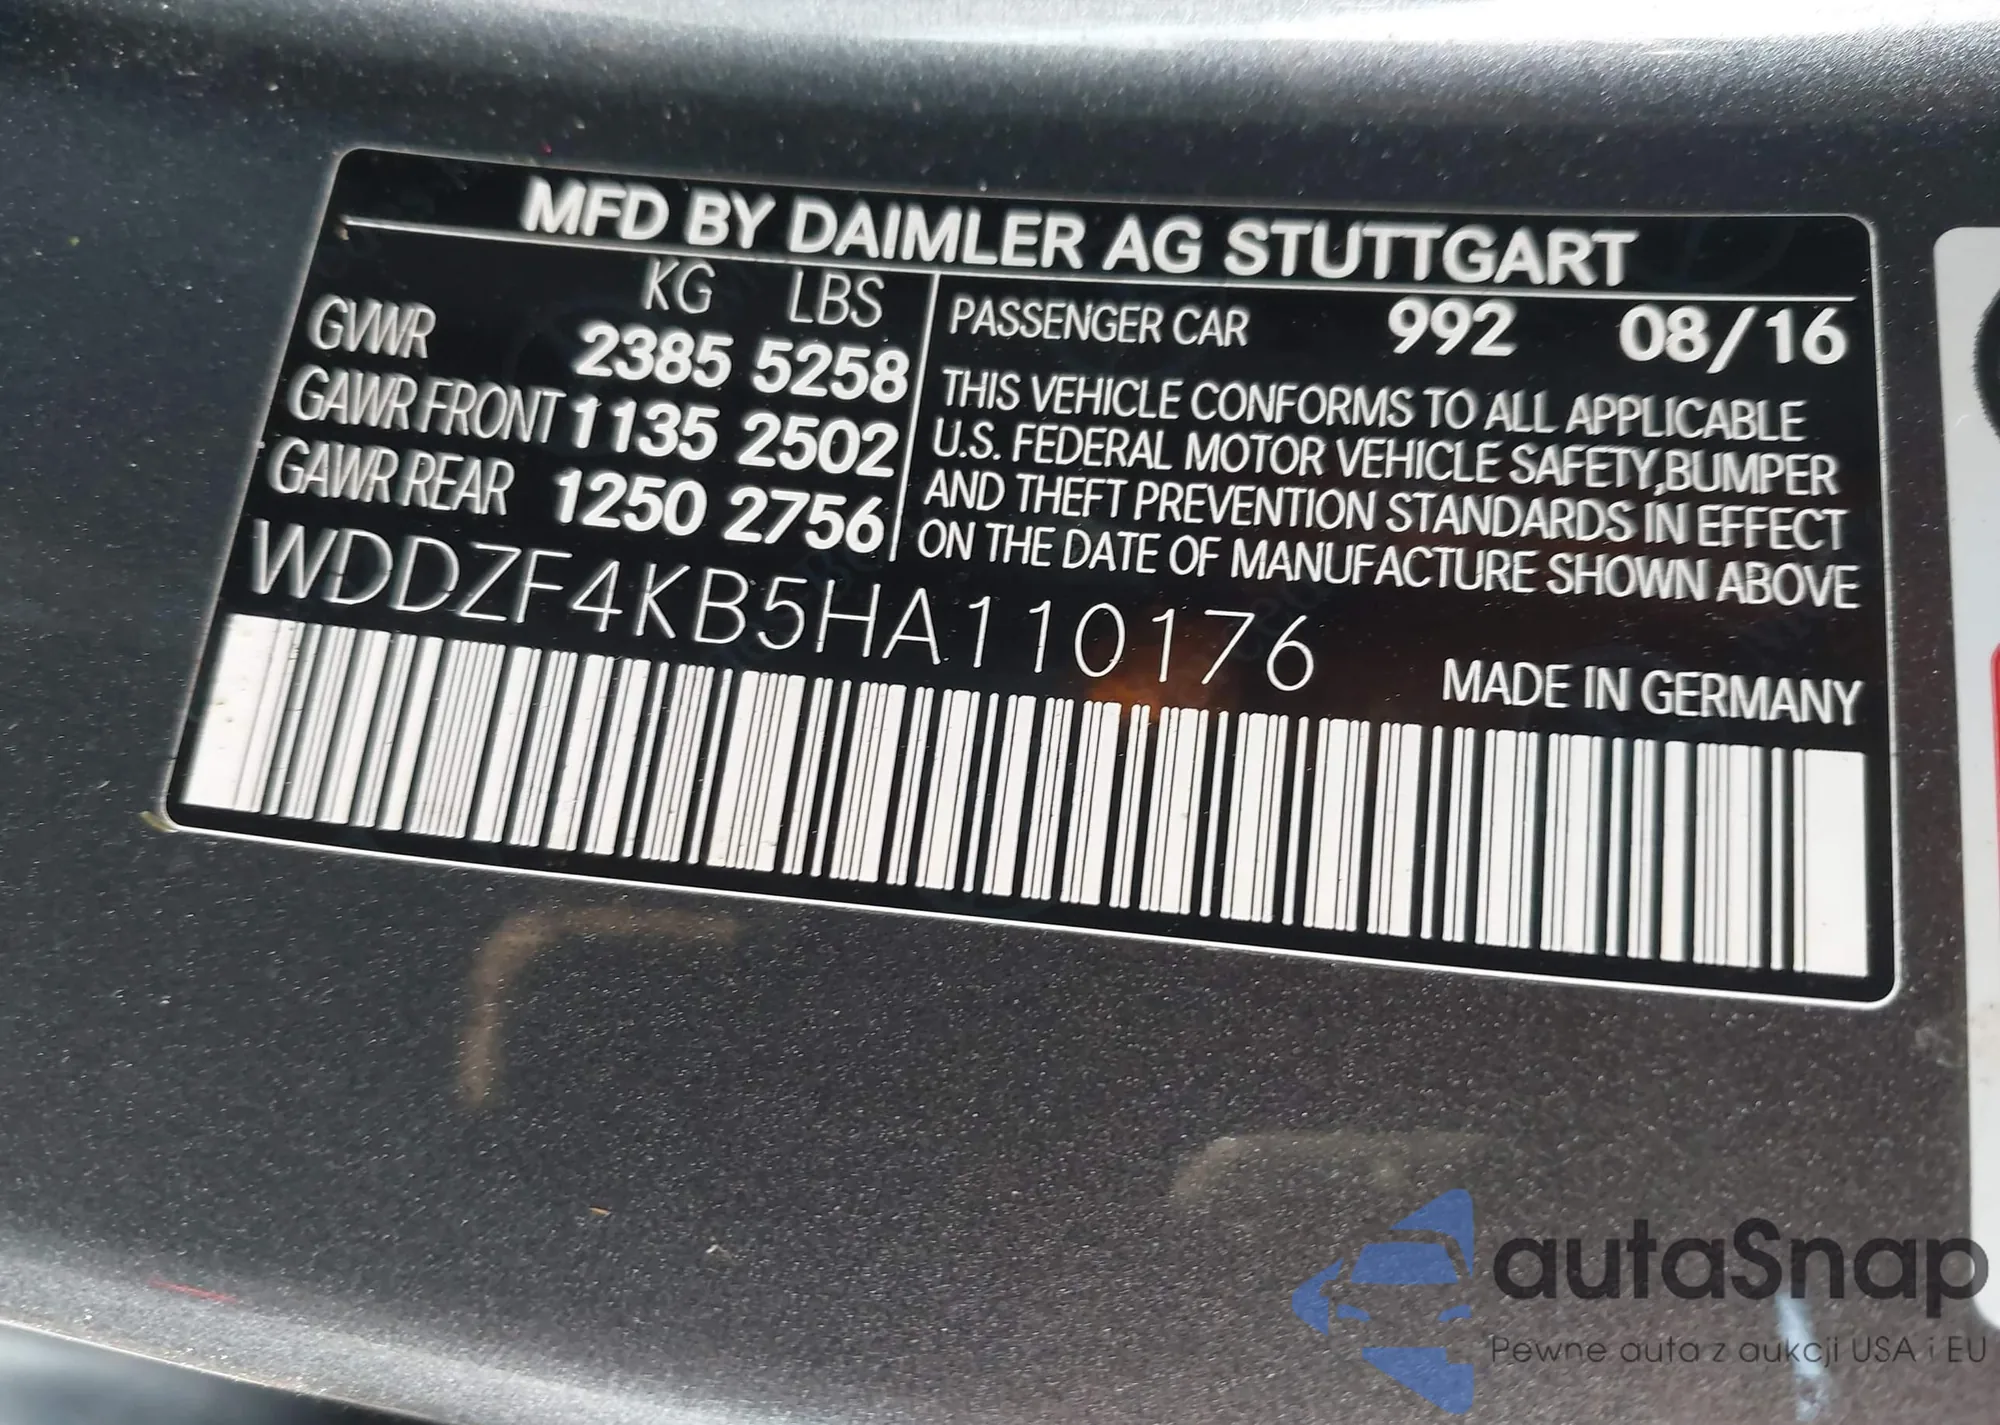 MFD BY DAIMLER AG STUTTGART
KG LBS
GVWR 2385 5258
GAWR FRONT 1135 2502
GAWR REAR 1250 2756
PASSENGER CAR 992 08/16
THIS VEHICLE CONFORMS TO ALL APPLICABLE
U.S. FEDERAL MOTOR VEHICLE SAFETY,BUMPER
AND THEFT PREVENTION STANDARDS IN EFFECT
ON THE DATE OF MANUFACTURE SHOWN ABOVE
WDDZF4KB5HA110176
MADE IN GERMANY
autaSnap
Pewne auta z aukcji USA i EU